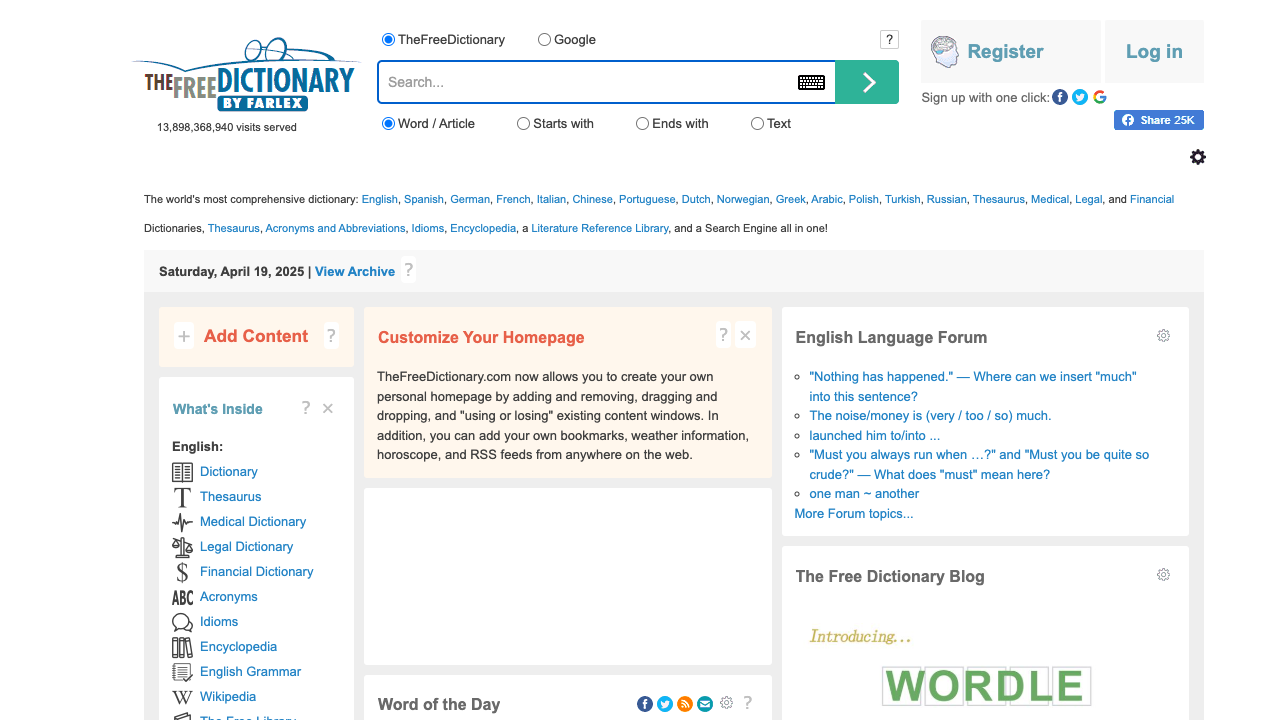 THEFREEDICTIONARY
BY FARLEX
13,898,368,940 visits served
TheFreeDictionary
Google
?
Search...
Word / Article
Starts with
Ends with
Text
Register
Log in
Sign up with one click:
Share 25K
The world's most comprehensive dictionary: English, Spanish, German, French, Italian, Chinese, Portuguese, Dutch, Norwegian, Greek, Arabic, Polish, Turkish, Russian, Thesaurus, Medical, Legal, and Financial
Dictionaries, Thesaurus, Acronyms and Abbreviations, Idioms, Encyclopedia, a Literature Reference Library, and a Search Engine all in one!
Saturday, April 19, 2025 | View Archive ?
+ Add Content ?
What's Inside ? ×
English:
Dictionary
T Thesaurus
Medical Dictionary
Legal Dictionary
$ Financial Dictionary
ABC Acronyms
Idioms
Encyclopedia
English Grammar
W Wikipedia
The Free Library
Customize Your Homepage ? ×
TheFreeDictionary.com now allows you to create your own
personal homepage by adding and removing, dragging and
dropping, and "using or losing" existing content windows. In
addition, you can add your own bookmarks, weather information,
horoscope, and RSS feeds from anywhere on the web.
Word of the Day ?
English Language Forum
"Nothing has happened." — Where can we insert "much"
into this sentence?
The noise/money is (very / too / so) much.
launched him to/into ...
"Must you always run when …?" and "Must you be quite so
crude?" — What does "must" mean here?
one man ~ another
More Forum topics...
The Free Dictionary Blog
Introducing...
WORDLE